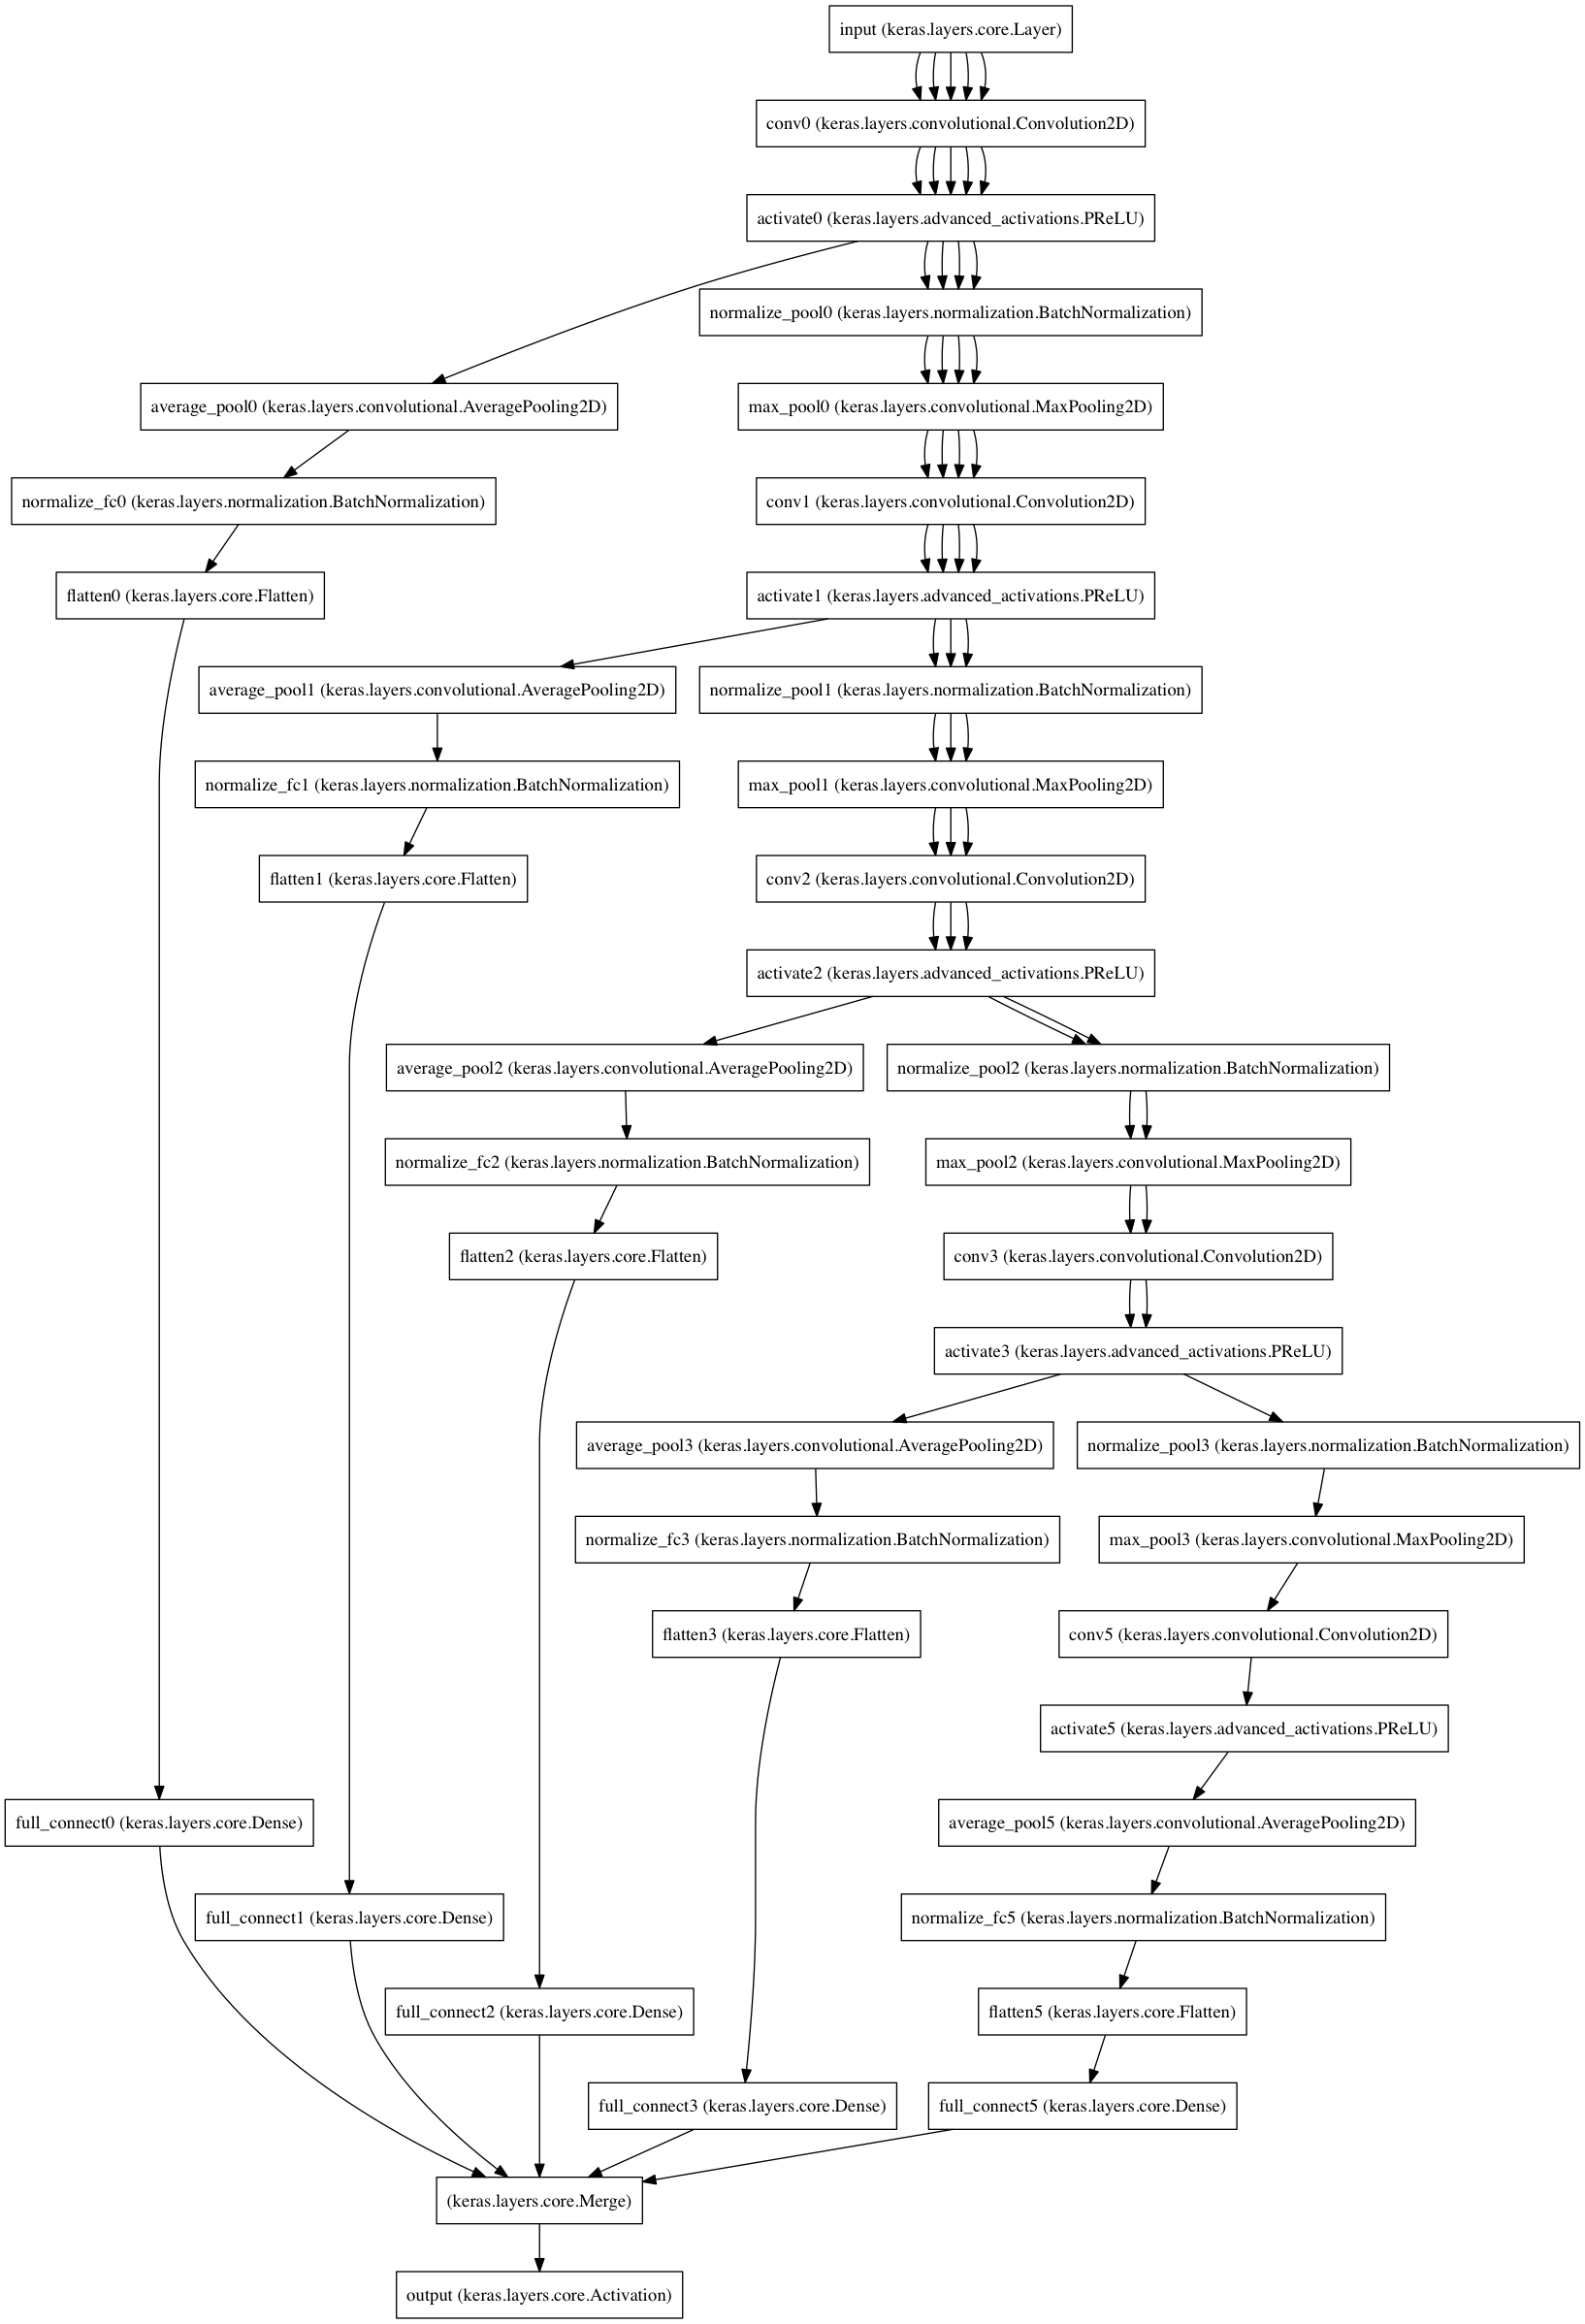 input (keras.layers.core.Layer)
conv0 (keras.layers.convolutional.Convolution2D)
activate0 (keras.layers.advanced_activations.PReLU)
normalize_pool0 (keras.layers.normalization.BatchNormalization)
average_pool0 (keras.layers.convolutional.AveragePooling2D)
max_pool0 (keras.layers.convolutional.MaxPooling2D)
normalize_fc0 (keras.layers.normalization.BatchNormalization)
conv1 (keras.layers.convolutional.Convolution2D)
flatten0 (keras.layers.core.Flatten)
activate1 (keras.layers.advanced_activations.PReLU)
average_pool1 (keras.layers.convolutional.AveragePooling2D)
normalize_pool1 (keras.layers.normalization.BatchNormalization)
normalize_fc1 (keras.layers.normalization.BatchNormalization)
max_pool1 (keras.layers.convolutional.MaxPooling2D)
flatten1 (keras.layers.core.Flatten)
conv2 (keras.layers.convolutional.Convolution2D)
activate2 (keras.layers.advanced_activations.PReLU)
average_pool2 (keras.layers.convolutional.AveragePooling2D)
normalize_pool2 (keras.layers.normalization.BatchNormalization)
normalize_fc2 (keras.layers.normalization.BatchNormalization)
max_pool2 (keras.layers.convolutional.MaxPooling2D)
flatten2 (keras.layers.core.Flatten)
conv3 (keras.layers.convolutional.Convolution2D)
activate3 (keras.layers.advanced_activations.PReLU)
average_pool3 (keras.layers.convolutional.AveragePooling2D)
normalize_pool3 (keras.layers.normalization.BatchNormalization)
normalize_fc3 (keras.layers.normalization.BatchNormalization)
max_pool3 (keras.layers.convolutional.MaxPooling2D)
flatten3 (keras.layers.core.Flatten)
conv5 (keras.layers.convolutional.Convolution2D)
activate5 (keras.layers.advanced_activations.PReLU)
full_connect0 (keras.layers.core.Dense)
average_pool5 (keras.layers.convolutional.AveragePooling2D)
full_connect1 (keras.layers.core.Dense)
normalize_fc5 (keras.layers.normalization.BatchNormalization)
full_connect2 (keras.layers.core.Dense)
flatten5 (keras.layers.core.Flatten)
full_connect3 (keras.layers.core.Dense)
full_connect5 (keras.layers.core.Dense)
(keras.layers.core.Merge)
output (keras.layers.core.Activation)